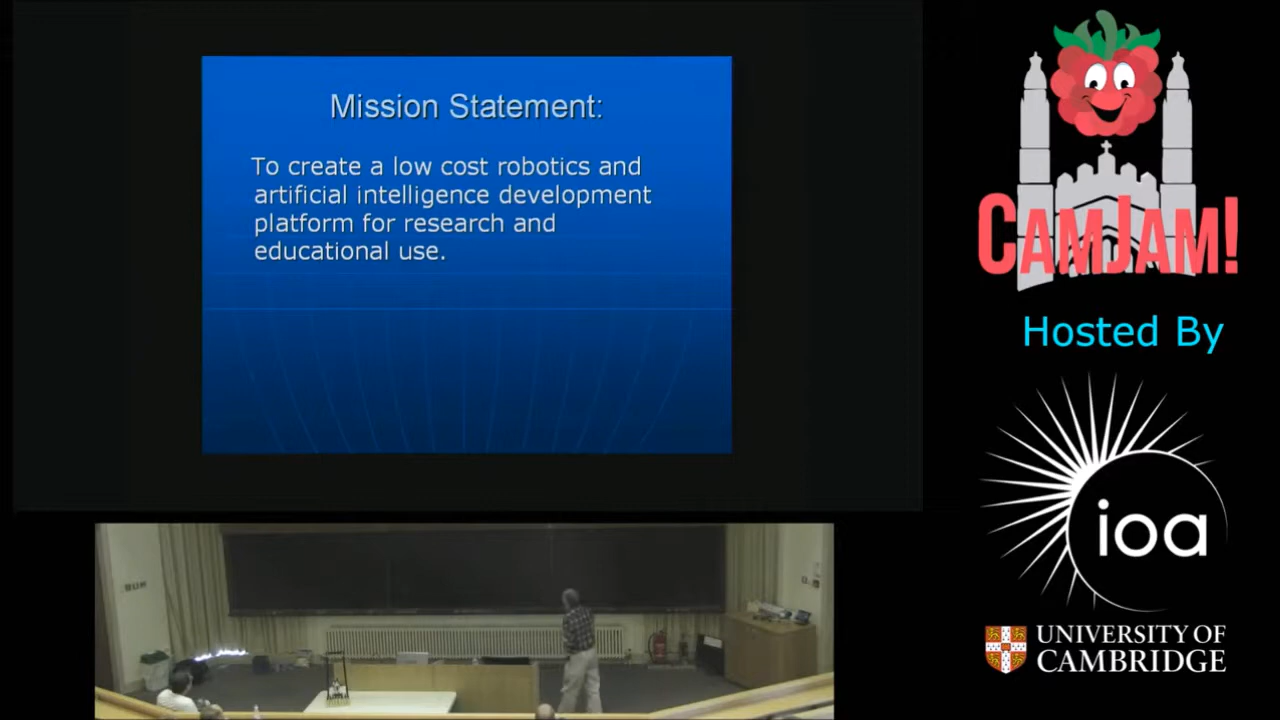 Mission Statement:
To create a low cost robotics and
artificial intelligence development
platform for research and
educational use.
CAMJAM!
Hosted By
ioa
UNIVERSITY OF
CAMBRIDGE